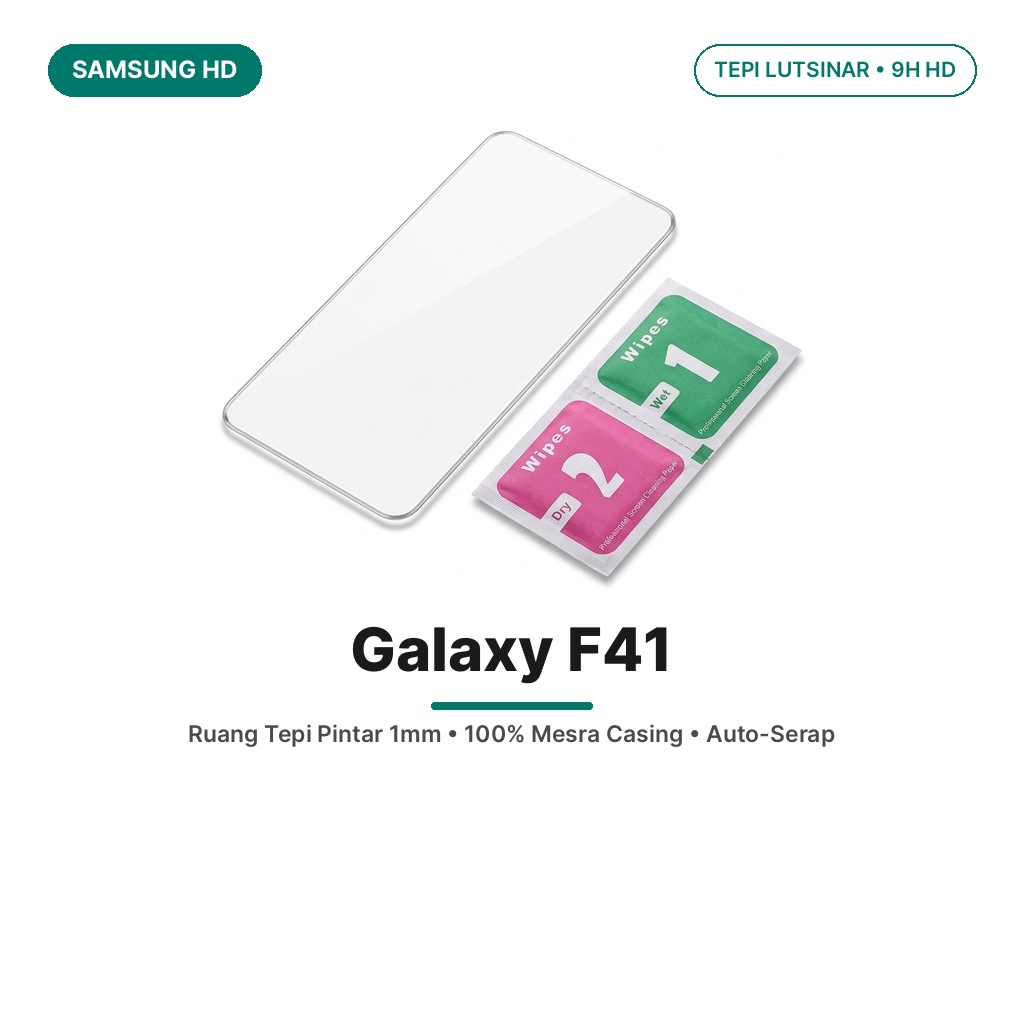 SAMSUNG HD
TEPI LUTSINAR • 9H HD
Wipes
1
Wet
Professional Screen Cleaning Paper
Wipes
2
Dry
Professional Screen Cleaning Paper
Galaxy F41
Ruang Tepi Pintar 1mm • 100% Mesra Casing • Auto-Serap